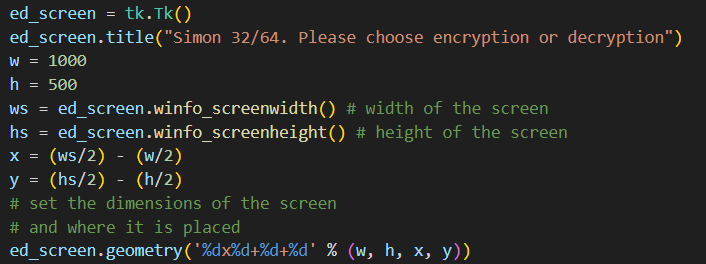 ed_screen = tk.Tk()
ed_screen.title("Simon 32/64. Please choose encryption or decryption")
w = 1000
h = 500
ws = ed_screen.winfo_screenwidth() # width of the screen
hs = ed_screen.winfo_screenheight() # height of the screen
x = (ws/2) - (w/2)
y = (hs/2) - (h/2)
# set the dimensions of the screen
# and where it is placed
ed_screen.geometry('%dx%d+%d+%d' % (w, h, x, y))